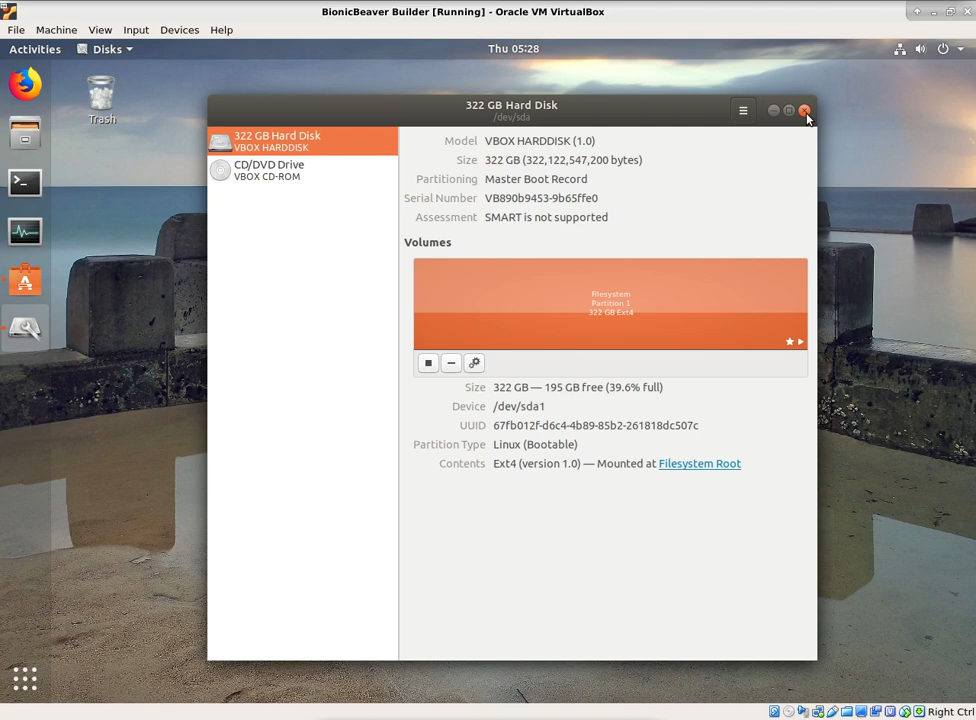 BionicBeaver Builder [Running] - Oracle VM VirtualBox
File Machine View Input Devices Help
Activities Disks Thu 05:28
Trash
322 GB Hard Disk
/dev/sda
322 GB Hard Disk
VBOX HARDDISK
CD/DVD Drive
VBOX CD-ROM
Model VBOX HARDDISK (1.0)
Size 322 GB (322,122,547,200 bytes)
Partitioning Master Boot Record
Serial Number VB890b9453-9b65ffe0
Assessment SMART is not supported
Volumes
Filesystem
Partition 1
322 GB Ext4
Size 322 GB — 195 GB free (39.6% full)
Device /dev/sda1
UUID 67fb012f-d6c4-4b89-85b2-261818dc507c
Partition Type Linux (Bootable)
Contents Ext4 (version 1.0) — Mounted at Filesystem Root
Right Ctrl